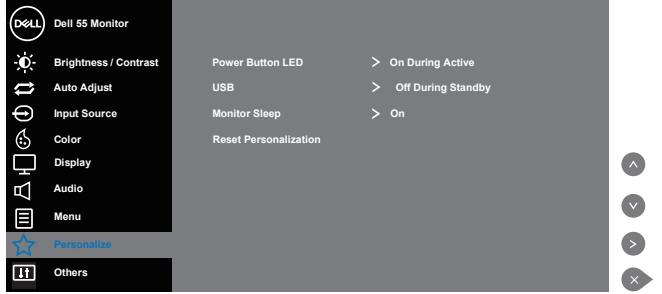 DELL Dell 55 Monitor
Brightness / Contrast Power Button LED > On During Active
Auto Adjust USB > Off During Standby
Input Source Monitor Sleep > On
Color Reset Personalization
Display
Audio
Menu
Personalize
Others